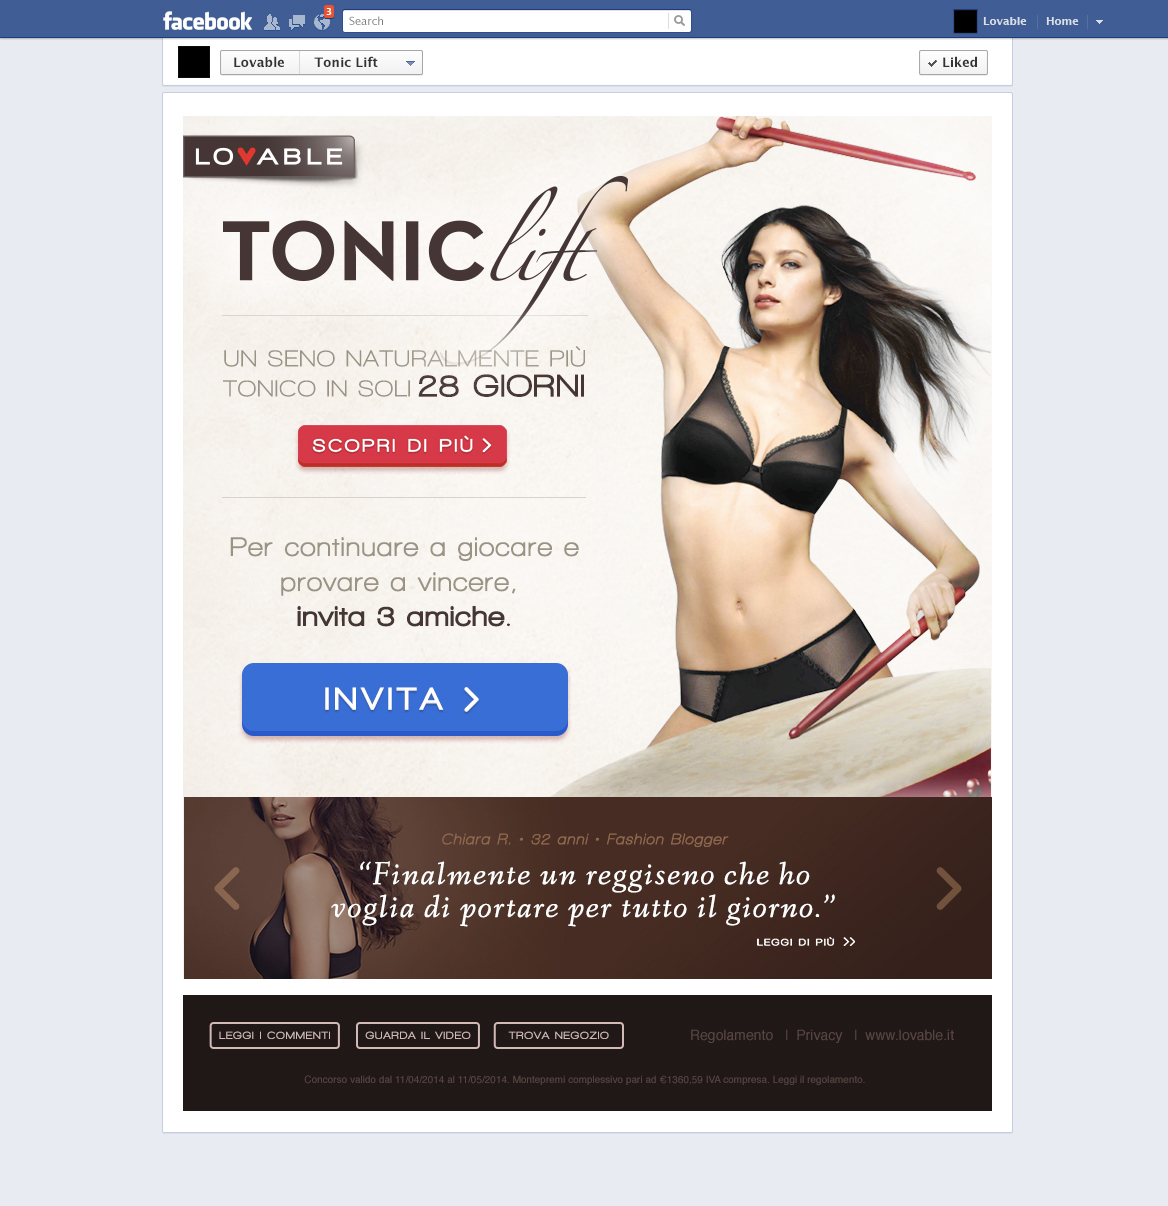 facebook
3
Search
Lovable
Home
Lovable
Tonic Lift
Liked
LOVABLE
TONIC lift
UN SENO NATURALMENTE PIÙ
TONICO IN SOLI 28 GIORNI
SCOPRI DI PIÙ
Per continuare a giocare e
provare a vincere,
invita 3 amiche.
INVITA
Chiara R. • 32 anni • Fashion Blogger
“Finalmente un reggiseno che ho
voglia di portare per tutto il giorno.”
LEGGI DI PIÙ
LEGGI I COMMENTI
GUARDA IL VIDEO
TROVA NEGOZIO
Regolamento | Privacy | www.lovable.it
Concorso valido dal 11/04/2014 al 11/05/2014. Montepremi complessivo pari ad €1360,59 IVA compresa. Leggi il regolamento.